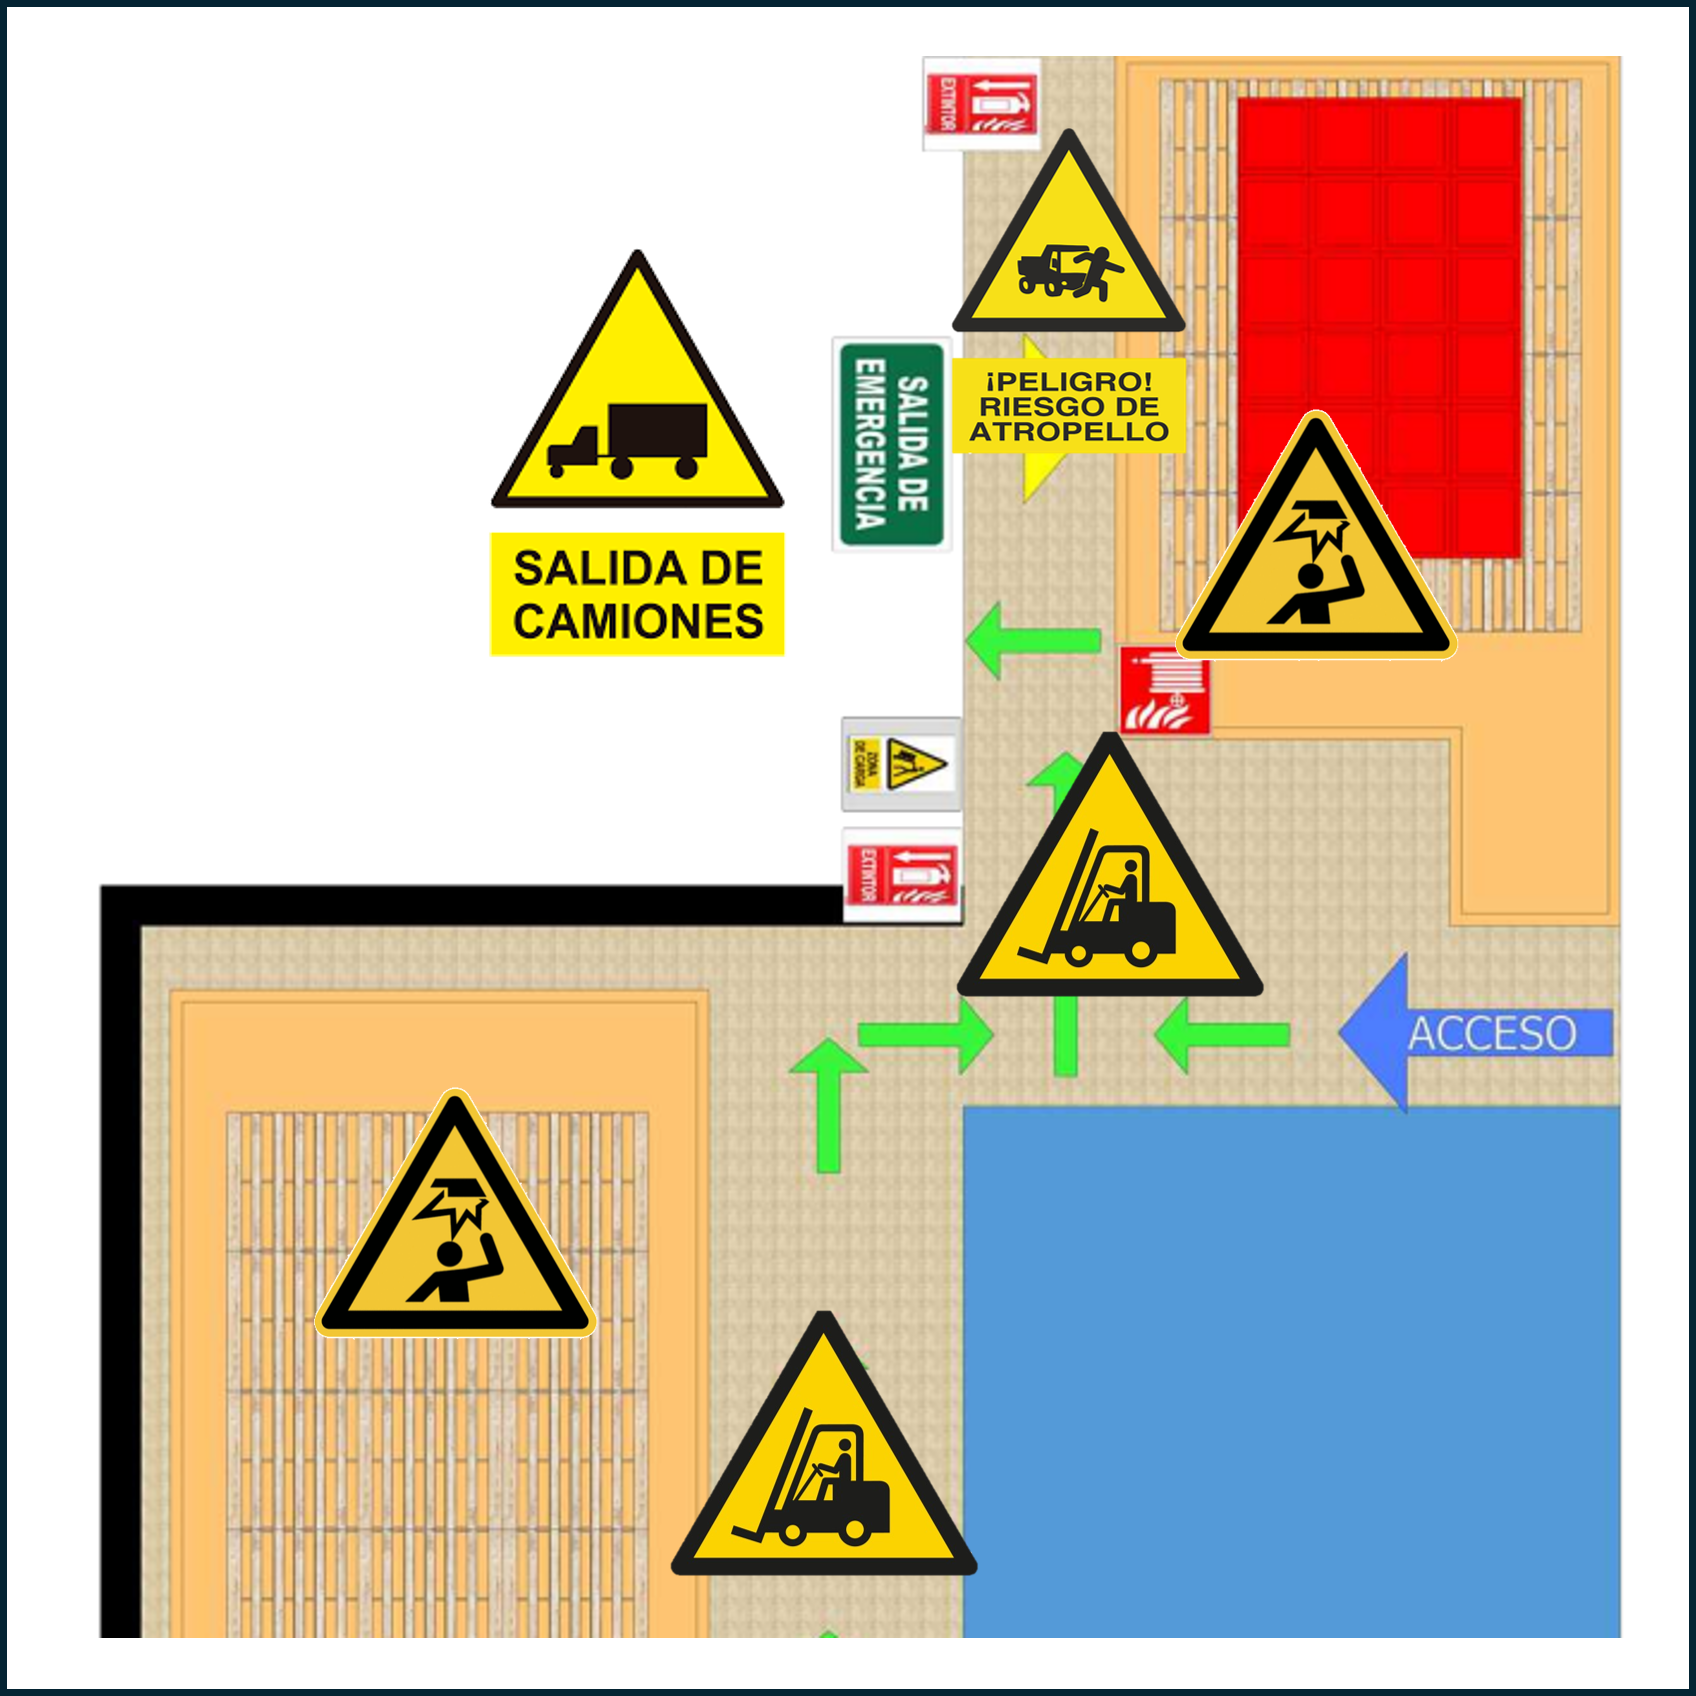 EXTINTOR
¡PELIGRO!
RIESGO DE
ATROPELLO
SALIDA DE
EMERGENCIA
SALIDA DE
CAMIONES
ZONA
DE CARGA
EXTINTOR
ACCESO